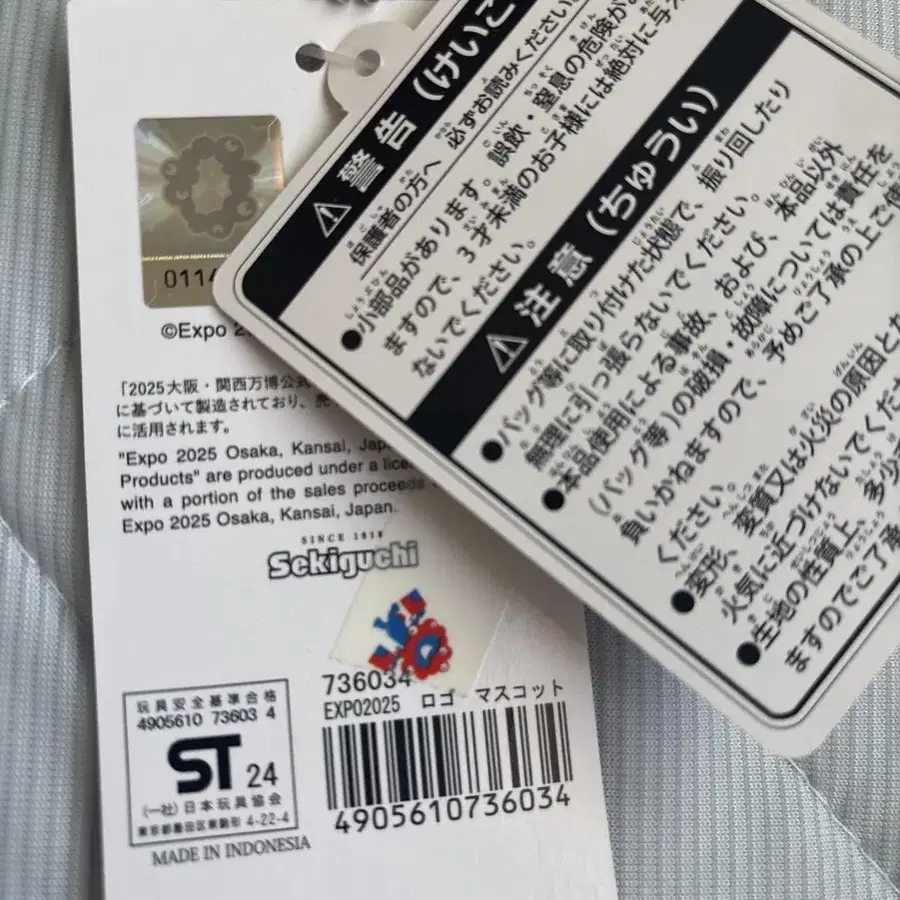 0114
©Expo 2
「2025大阪・関西万博公式
に基づいて製造されており、売
に活用されます。
"Expo 2025 Osaka, Kansai, Jap
Products" are produced under a lice
with a portion of the sales proceeds
Expo 2025 Osaka, Kansai, Japan.
SINCE 1918
Sekiguchi
736034
EXPO2025 ロゴ マスコット
4905610736034
玩具安全基準合格
4905610 73603 4
ST 24
(一社)日本玩具協会
東京都墨田区東駒形 4-22-4
MADE IN INDONESIA
警告(けいこ
保護者の方へ 必ずお読みください
●小部品があります。誤飲・窒息の危険が
ますので、3才未満のお子様には絶対に与え
ないでください。
注意(ちゅうい)
●バッグ等に取り付けた状態で、振り回したり
無理に引っ張らないでください。
●本品使用による事故、および、本品以外
(バッグ等)の破損・故障については責任を
負いかねますので、予めご了承の上ご使
ください。
●変形、変質又は火災の原因と
火気に近づけないでくだ
●生地の性質上、多少
ますのでご了承